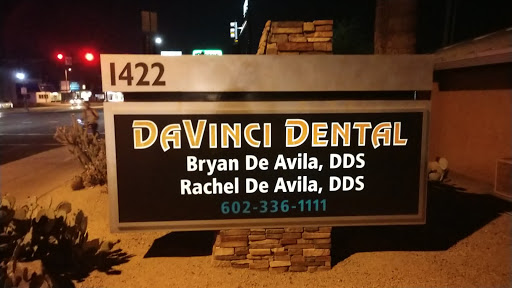 1422
DAVINCI DENTAL
Bryan De Avila, DDS
Rachel De Avila, DDS
602-336-1111